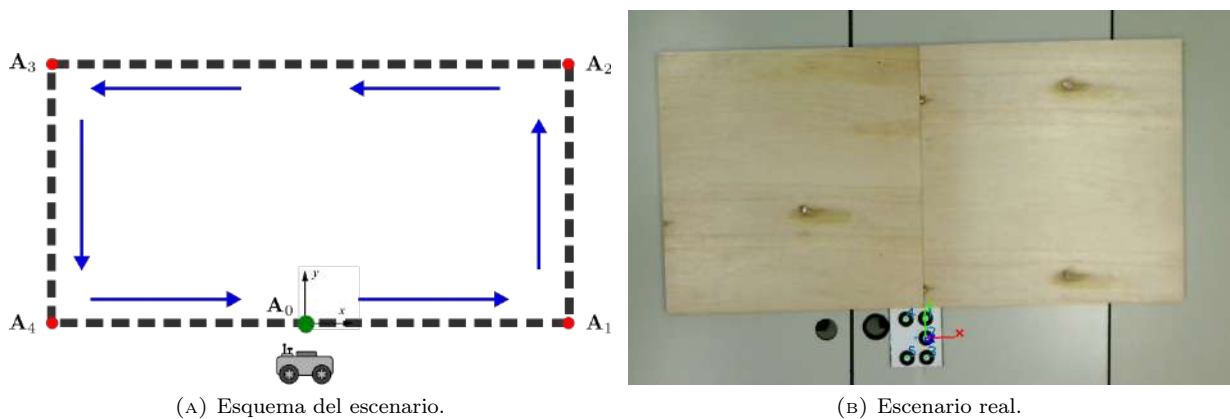 A₃
A₂
y
A₀
x
A₄
A₁
x
(A) Esquema del escenario.
(B) Escenario real.